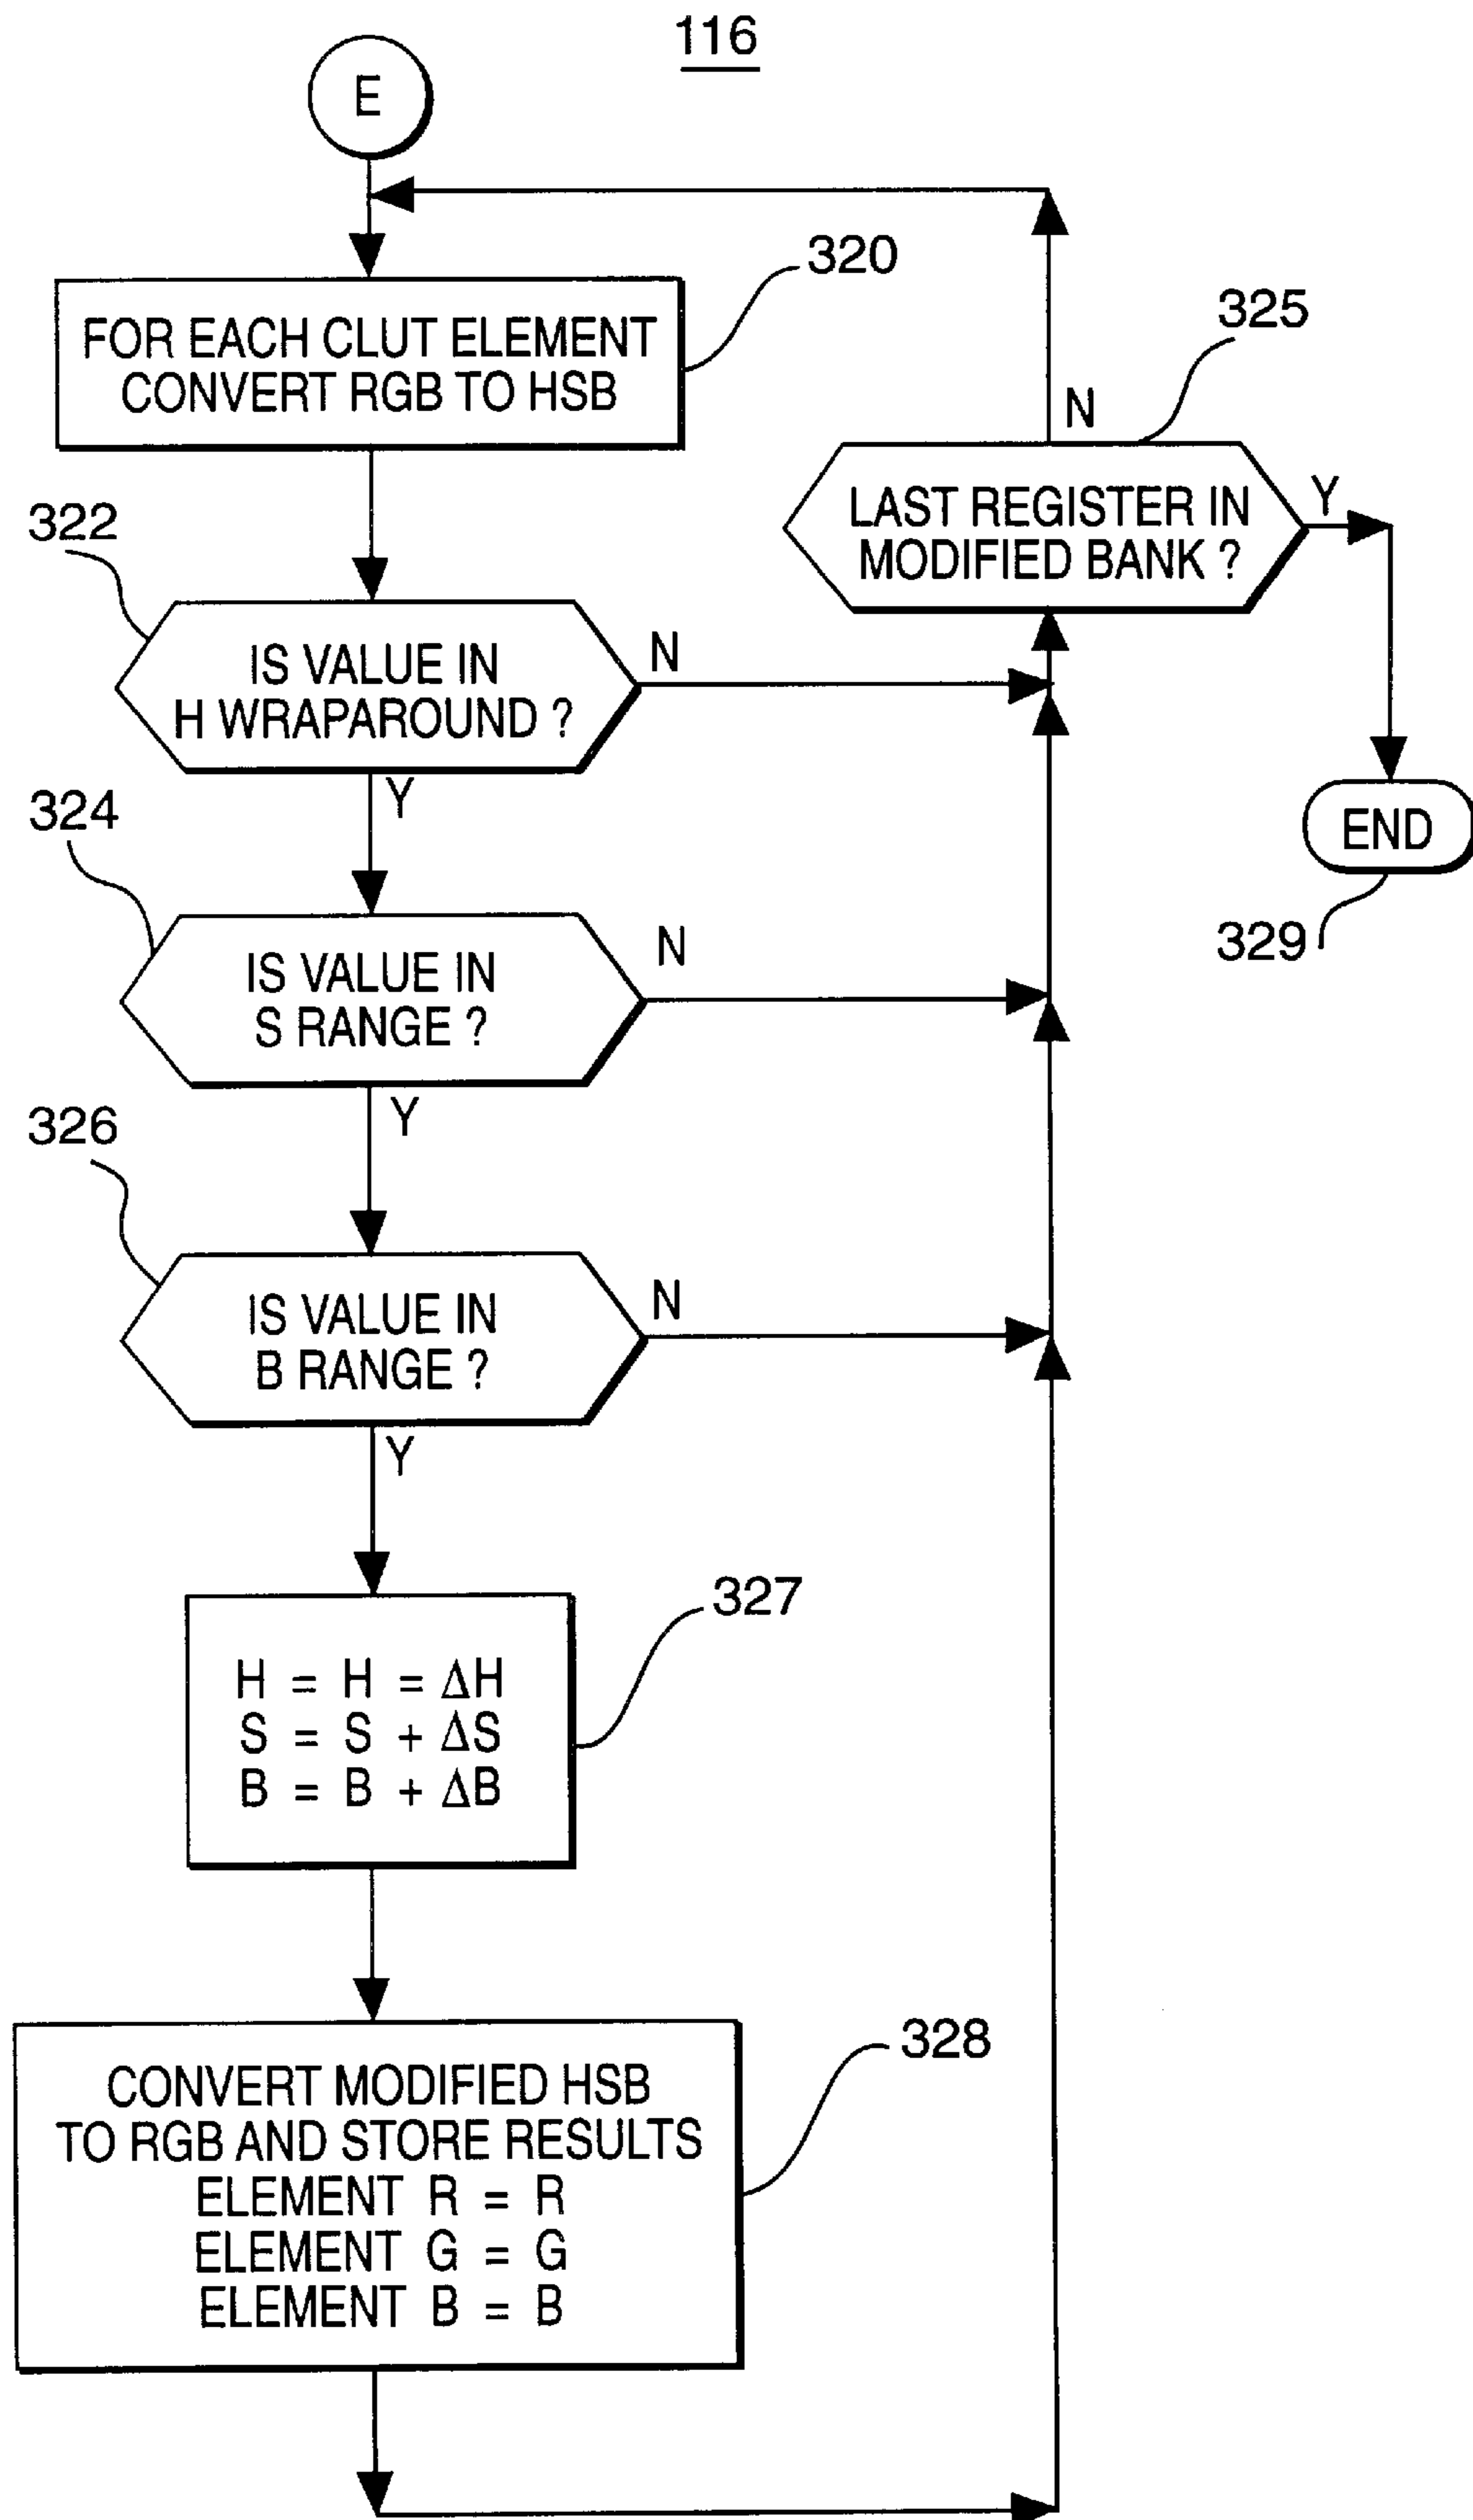 116
E
320
FOR EACH CLUT ELEMENT
CONVERT RGB TO HSB
325
N
LAST REGISTER IN
MODIFIED BANK ?
Y
322
IS VALUE IN
H WRAPAROUND ?
N
Y
END
329
324
IS VALUE IN
S RANGE ?
N
Y
326
IS VALUE IN
B RANGE ?
N
Y
327
H = H = ΔH
S = S + ΔS
B = B + ΔB
328
CONVERT MODIFIED HSB
TO RGB AND STORE RESULTS
ELEMENT R = R
ELEMENT G = G
ELEMENT B = B